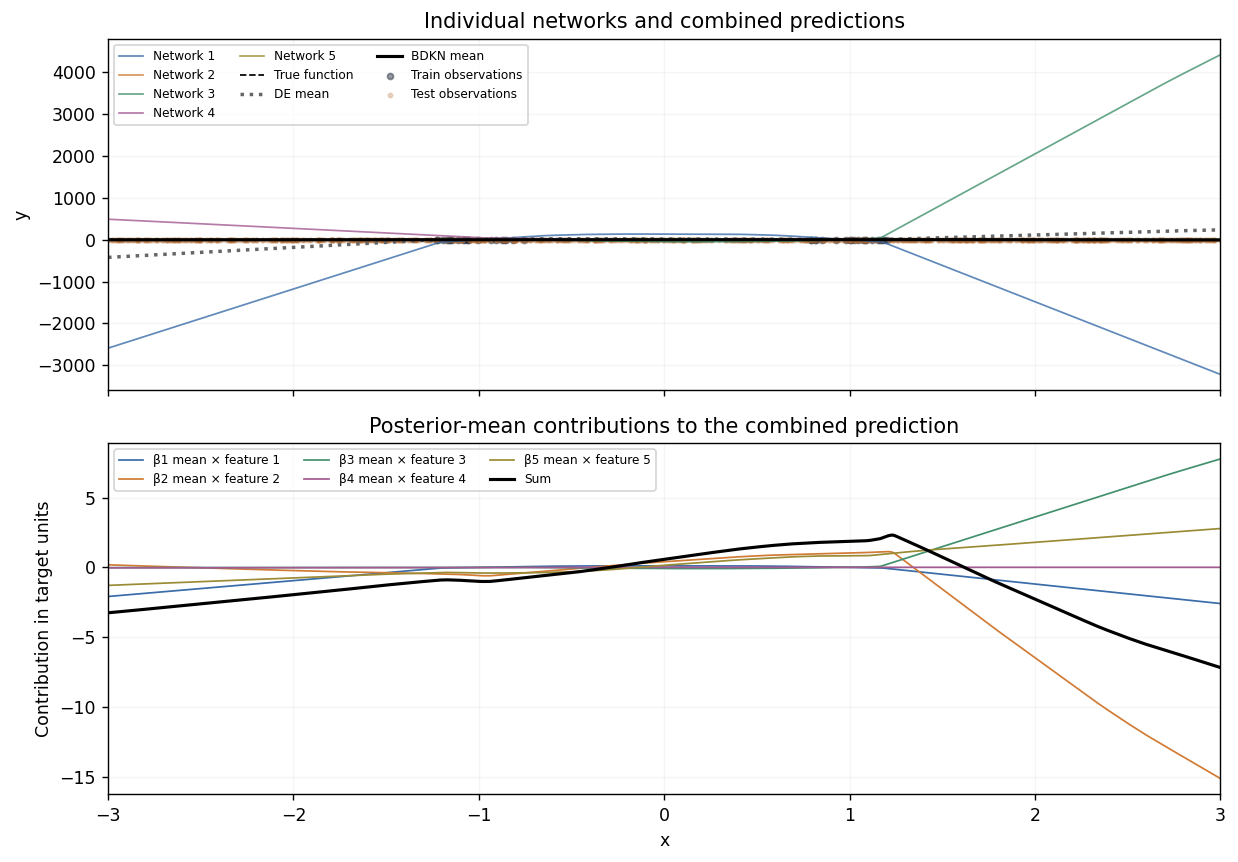 Individual networks and combined predictions
Network 1
Network 2
Network 3
Network 4
Network 5
True function
DE mean
BDKN mean
Train observations
Test observations
4000
3000
2000
1000
0
−1000
−2000
−3000
y
Posterior-mean contributions to the combined prediction
β1 mean × feature 1
β2 mean × feature 2
β3 mean × feature 3
β4 mean × feature 4
β5 mean × feature 5
Sum
5
0
−5
−10
−15
Contribution in target units
−3 −2 −1 0 1 2 3
x